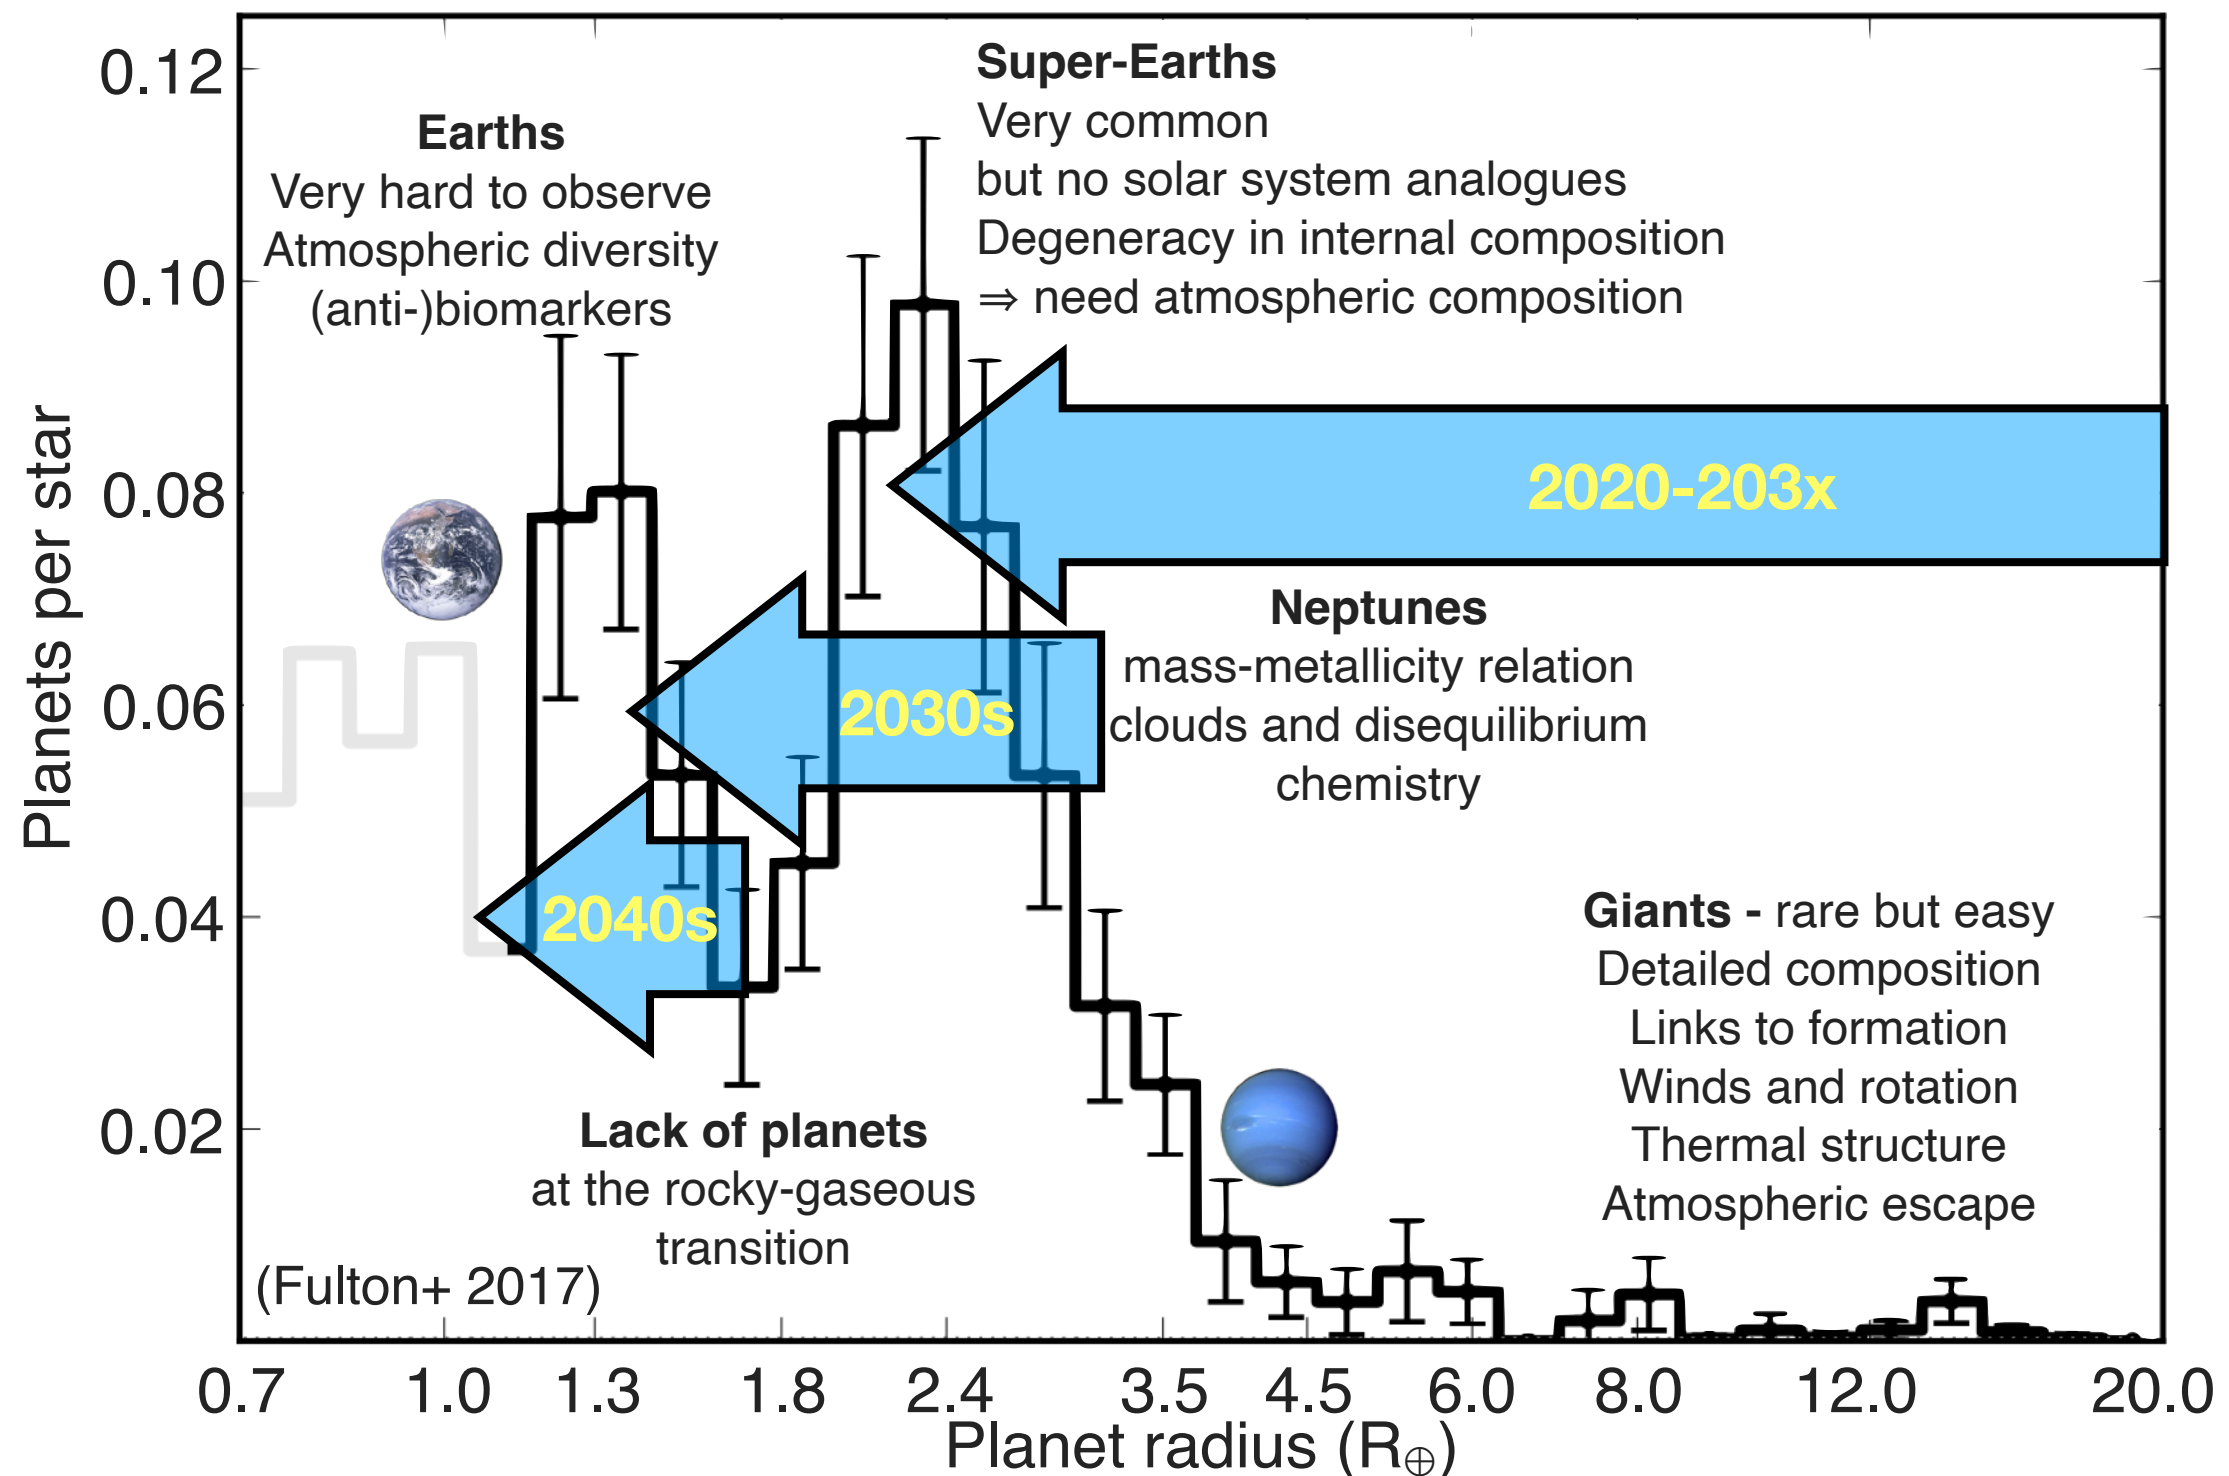 0.12
0.10
0.08
0.06
0.04
0.02
Planets per star
Earths
Very hard to observe
Atmospheric diversity
(anti-)biomarkers
Super-Earths
Very common
but no solar system analogues
Degeneracy in internal composition
⇒ need atmospheric composition
2020-203x
Neptunes
mass-metallicity relation
clouds and disequilibrium
chemistry
2030s
2040s
Giants - rare but easy
Detailed composition
Links to formation
Winds and rotation
Thermal structure
Atmospheric escape
Lack of planets
at the rocky-gaseous
transition
(Fulton+ 2017)
0.7 1.0 1.3 1.8 2.4 3.5 4.5 6.0 8.0 12.0 20.0
Planet radius (R⊕)